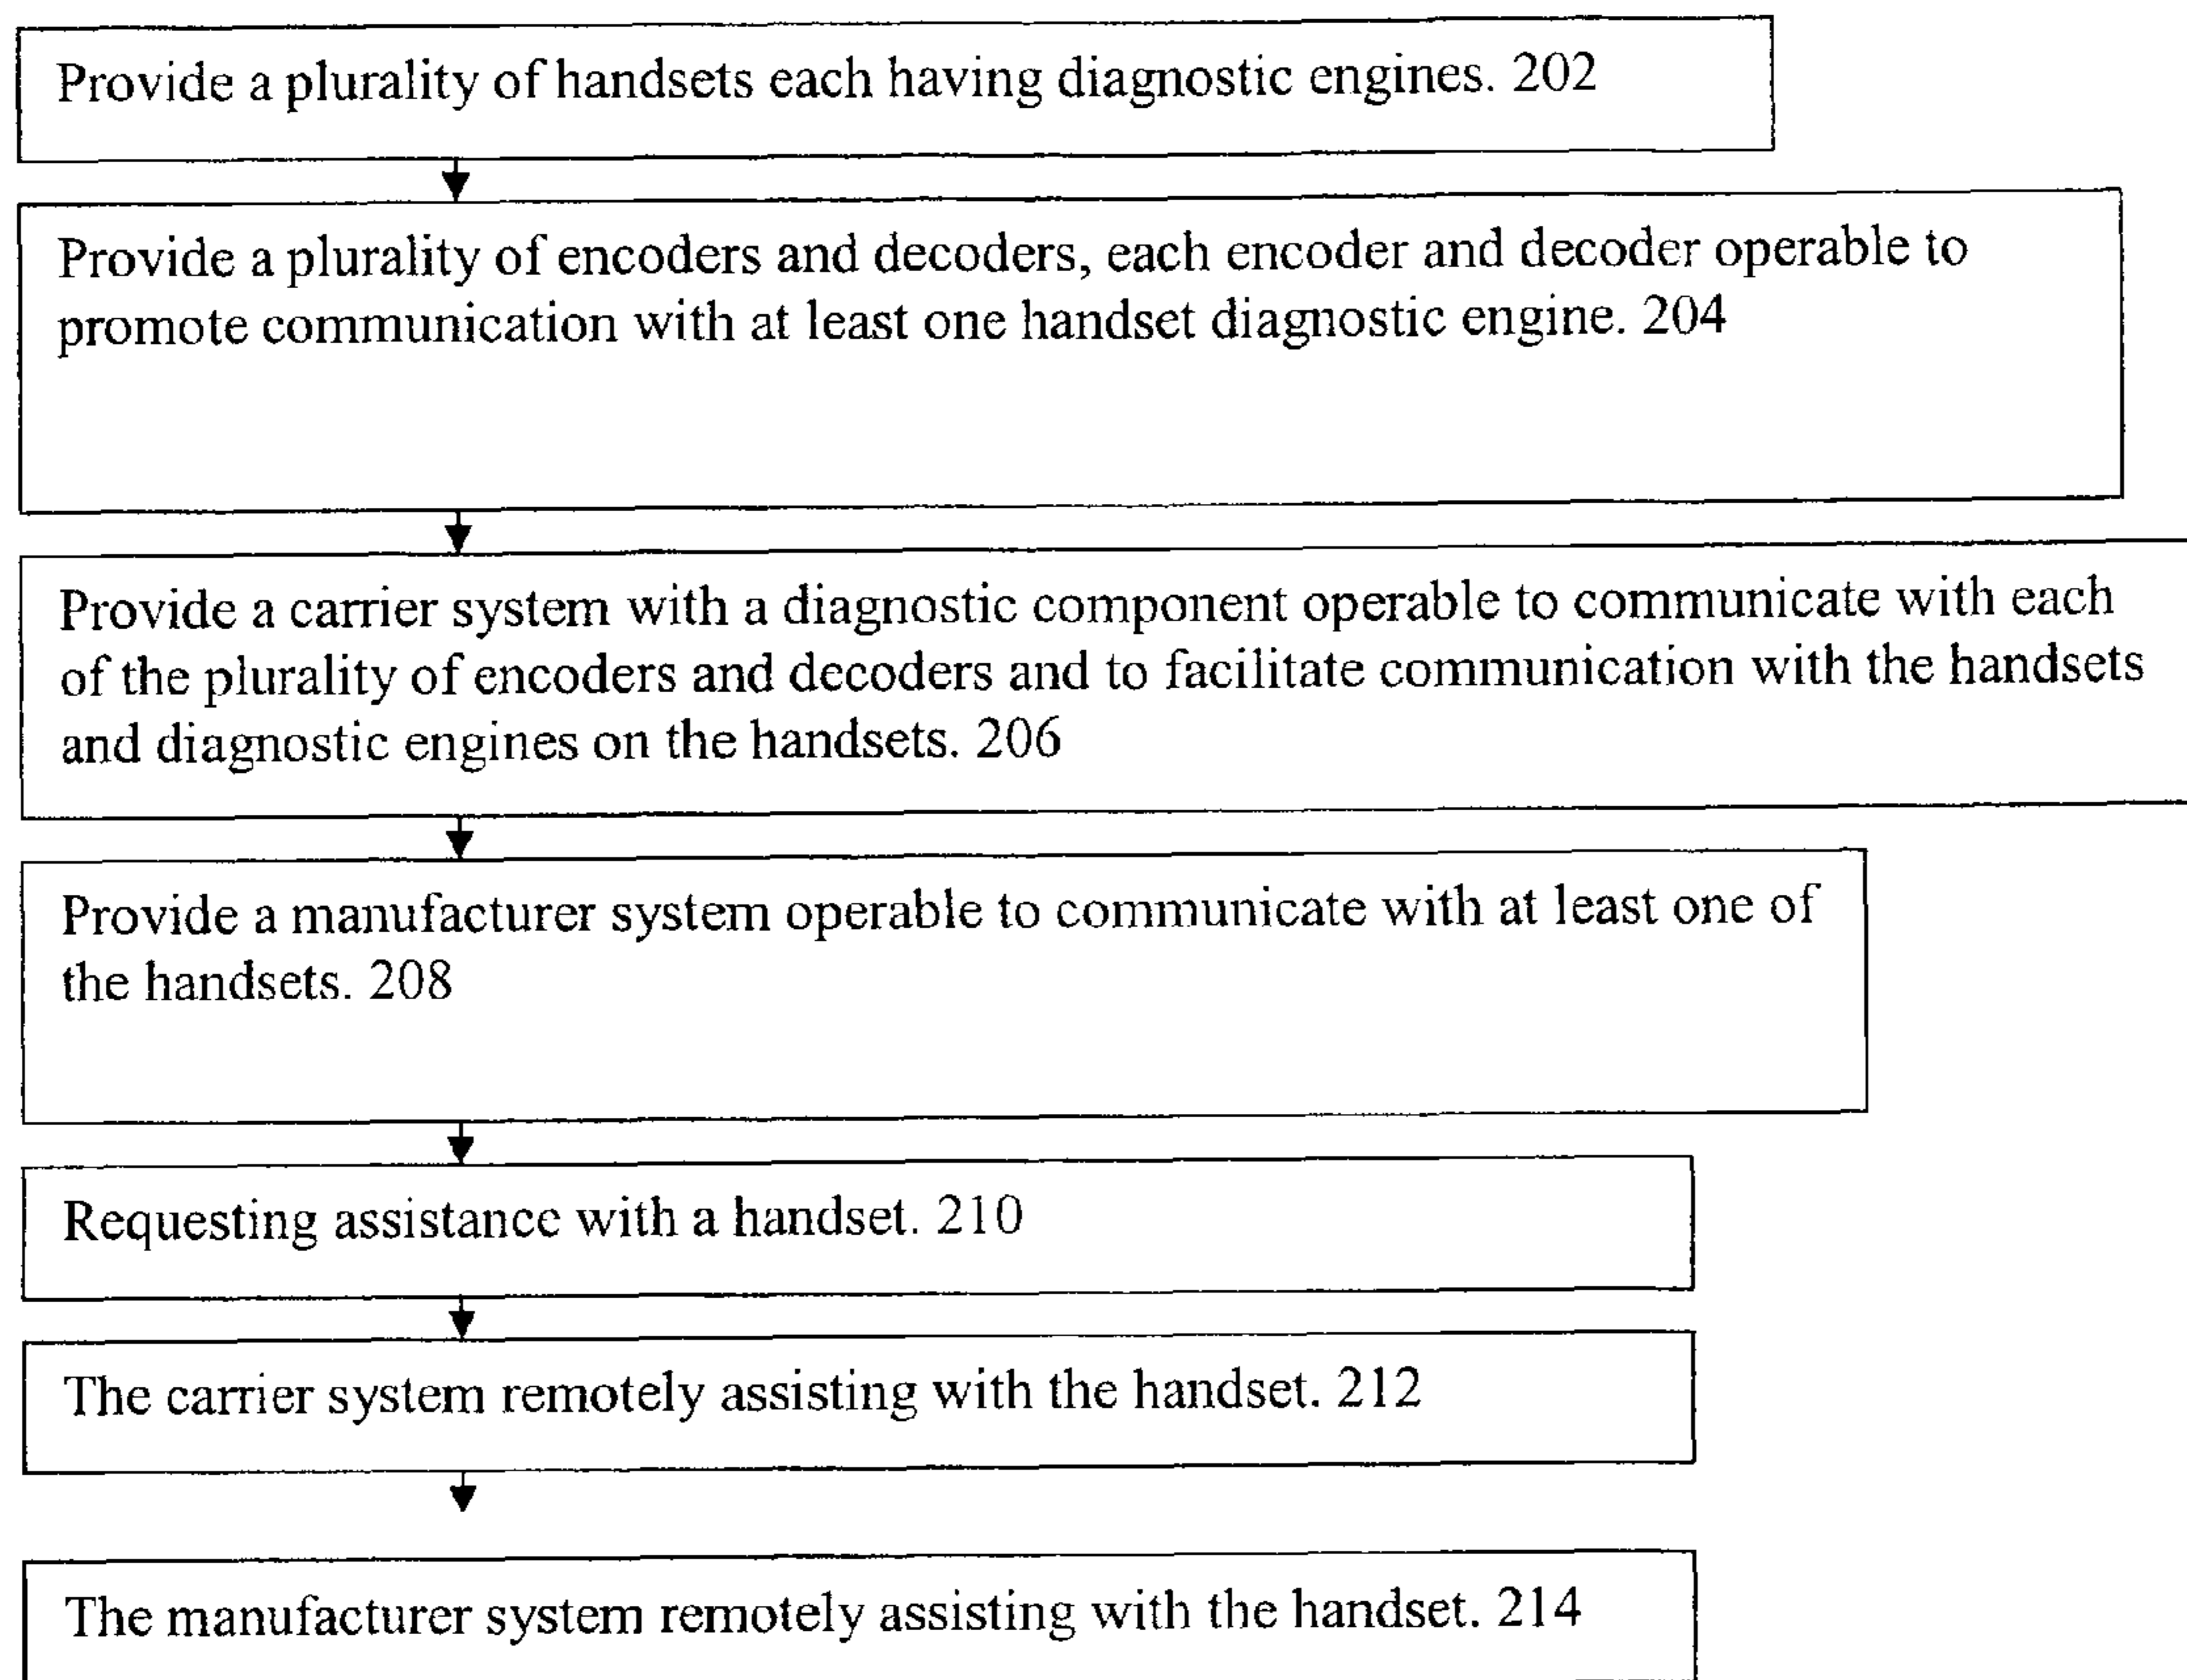 Provide a plurality of handsets each having diagnostic engines. 202
Provide a plurality of encoders and decoders, each encoder and decoder operable to
promote communication with at least one handset diagnostic engine. 204
Provide a carrier system with a diagnostic component operable to communicate with each
of the plurality of encoders and decoders and to facilitate communication with the handsets
and diagnostic engines on the handsets. 206
Provide a manufacturer system operable to communicate with at least one of
the handsets. 208
Requesting assistance with a handset. 210
The carrier system remotely assisting with the handset. 212
The manufacturer system remotely assisting with the handset. 214